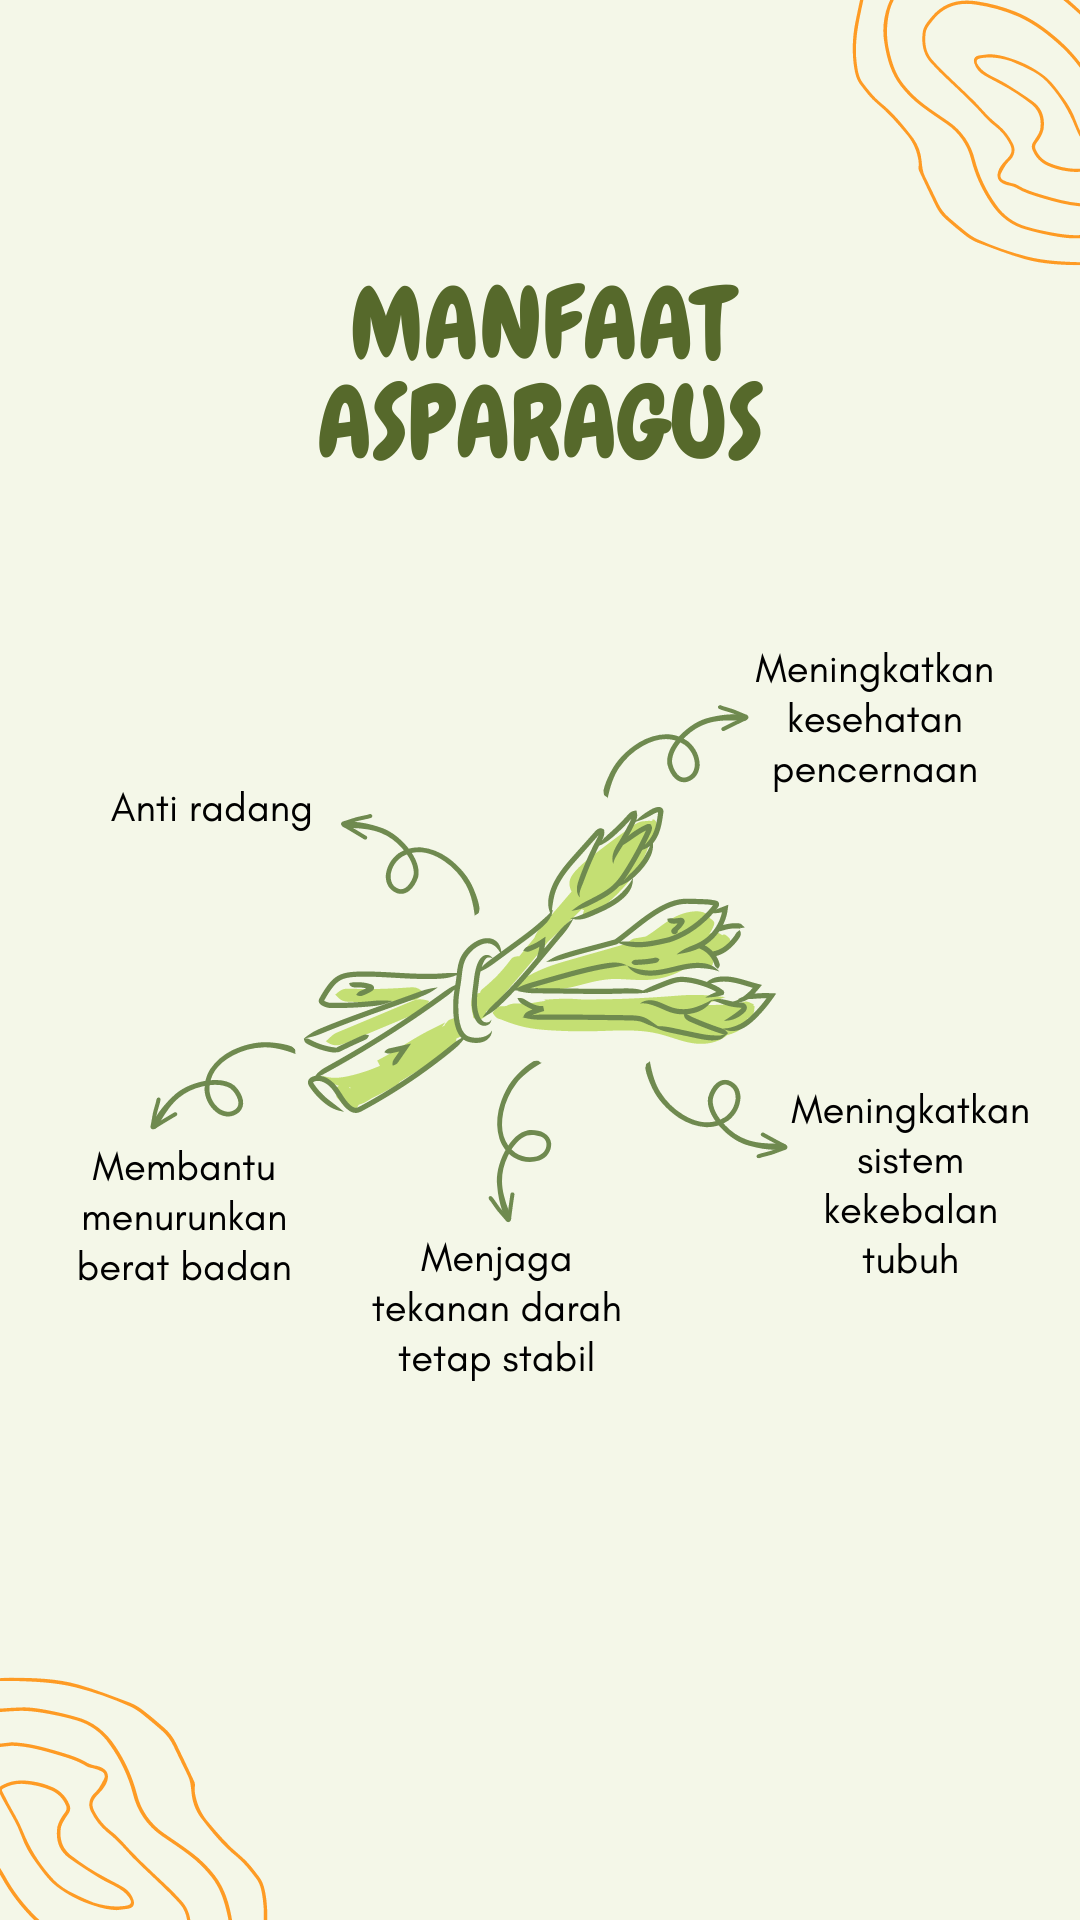 MANFAAT
ASPARAGUS
Meningkatkan
kesehatan
pencernaan
Anti radang
Meningkatkan
sistem
kekebalan
tubuh
Membantu
menurunkan
berat badan
Menjaga
tekanan darah
tetap stabil